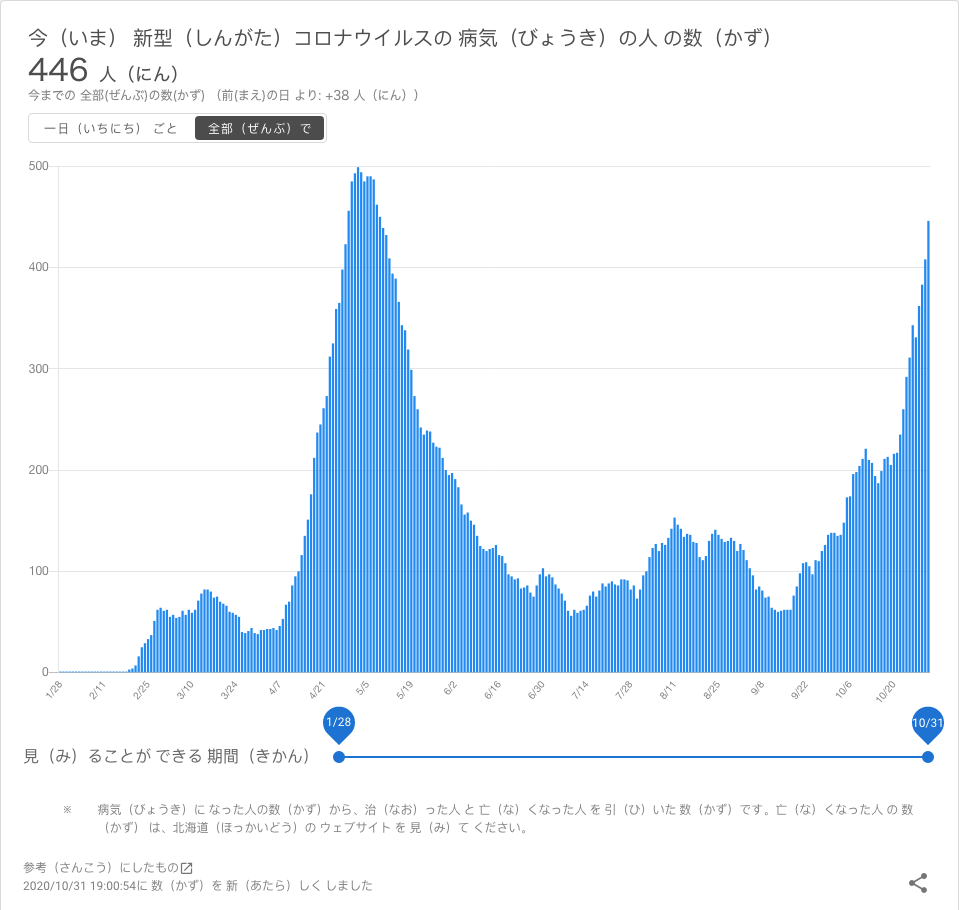 今（いま） 新型（しんがた）コロナウイルスの 病気（びょうき）の人 の数（かず）
446 人（にん）
今までの 全部(ぜんぶ)の数(かず) （前(まえ)の日 より: +38 人（にん））
一日（いちにち） ごと 全部（ぜんぶ）で
500
400
300
200
100
0
1/28 2/11 2/25 3/10 3/24 4/7 4/21 5/5 5/19 6/2 6/16 6/30 7/14 7/28 8/11 8/25 9/8 9/22 10/6 10/20
1/28 10/31
見（み）ることが できる 期間（きかん）
※ 病気（びょうき）に なった人の数（かず）から、治（なお）った人 と 亡（な）くなった人 を 引（ひ）いた 数（かず）です。亡（な）くなった人 の 数
（かず） は、北海道（ほっかいどう）の ウェブサイト を 見（み）て ください。
参考（さんこう）にしたもの
2020/10/31 19:00:54に 数（かず）を 新（あたら）しく しました